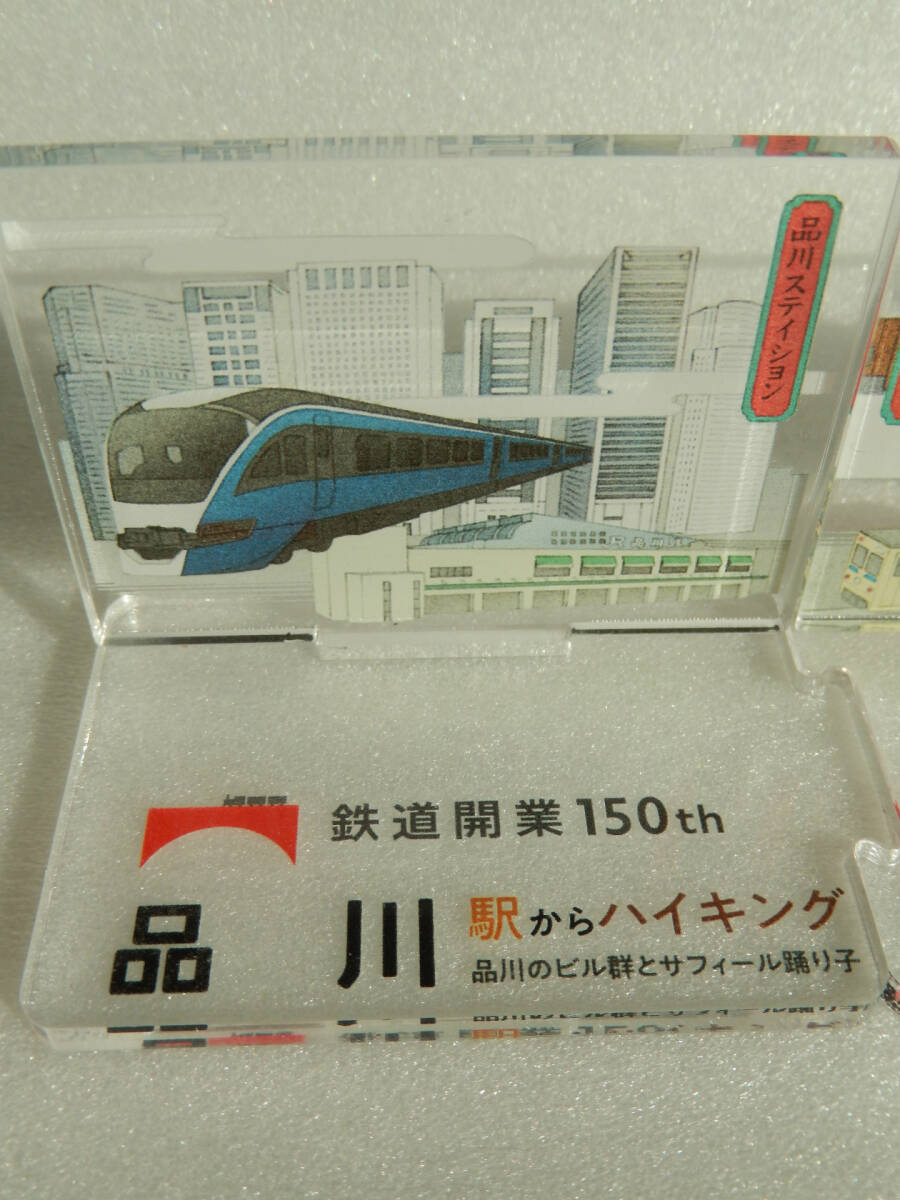 品川スティション
鉄道開業150th
品川
駅からハイキング
品川のビル群とサフィール踊り子